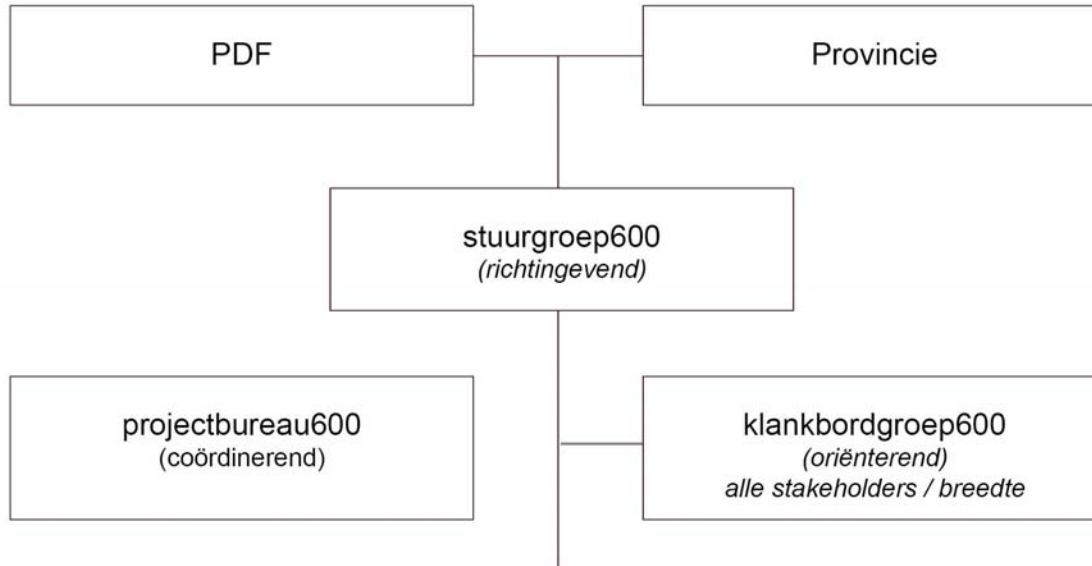 PDF
Provincie
stuurgroep600
(richtingevend)
projectbureau600
(coördinerend)
klankbordgroep600
(oriënterend)
alle stakeholders / breedte